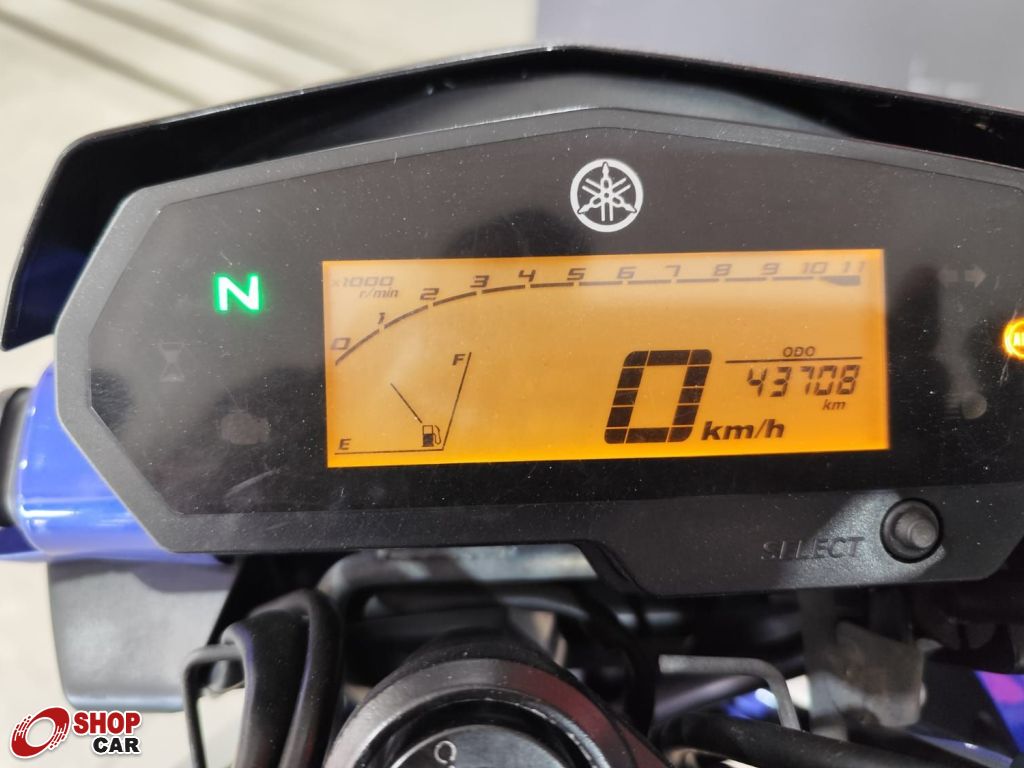 x1000
r/min
0 1 2 3 4 5 6 7 8 9 10 11
N
E
F
0 km/h
ODO
43708
km
SELECT
SHOP
CAR